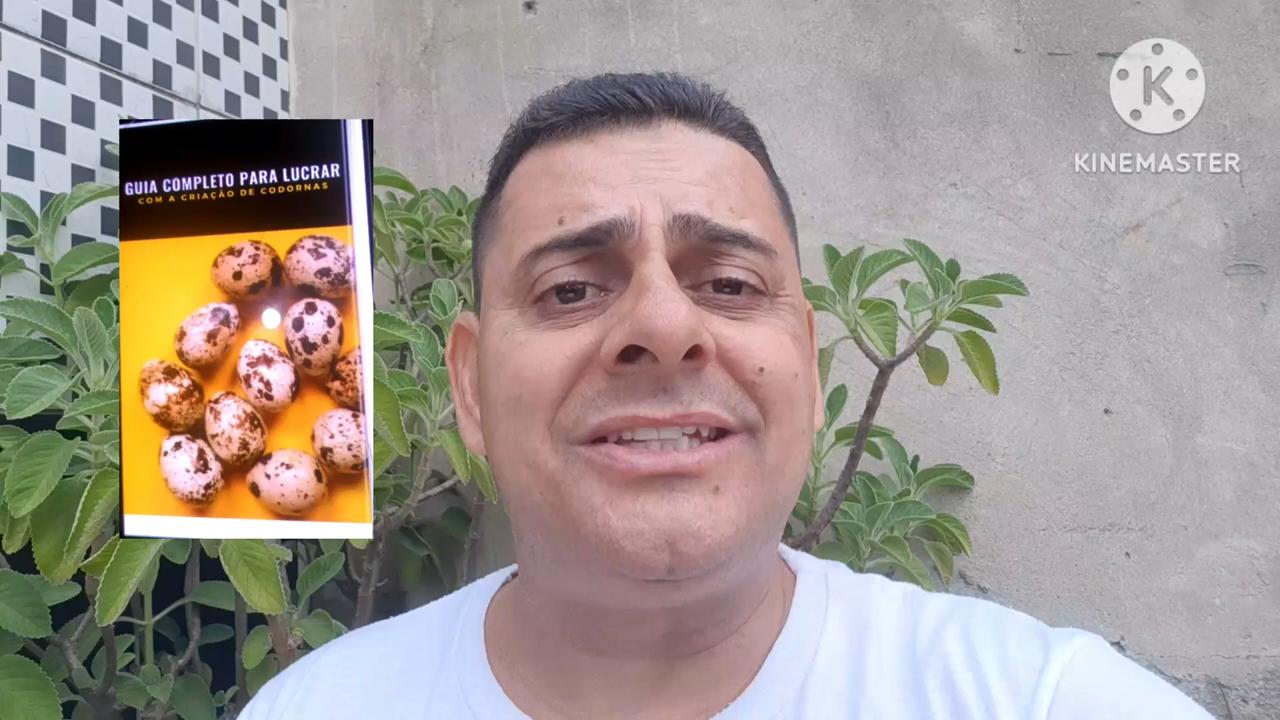 GUIA COMPLETO PARA LUCRAR
COM A CRIAÇÃO DE CODORNAS
K
KINEMASTER